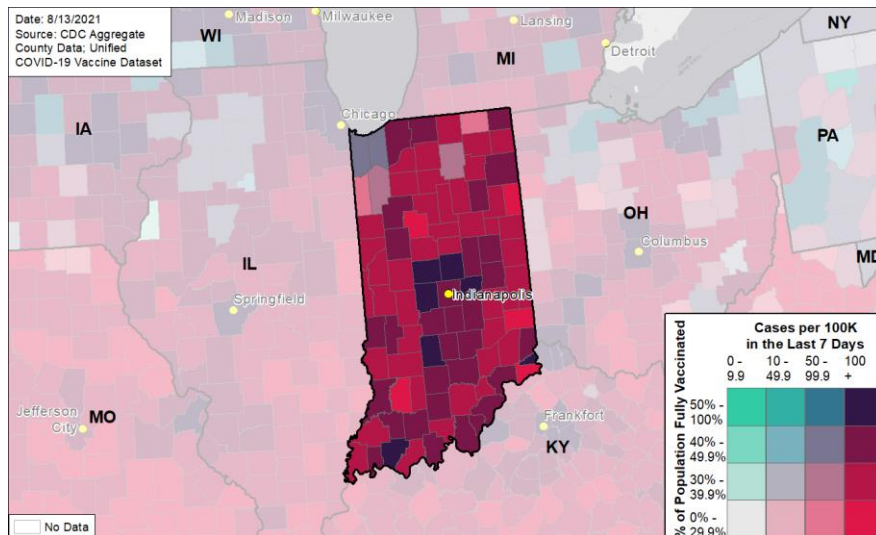 Date: 8/13/2021
Source: CDC Aggregate
County Data; Unified
COVID-19 Vaccine Dataset
Madison
Milwaukee
Lansing
NY
WI
MI
Detroit
Chicago
IA
PA
OH
Columbus
MD
IL
Indianapolis
Springfield
Jefferson
City
MO
Frankfort
KY
No Data
Cases per 100K
in the Last 7 Days
0 - 10 - 50 - 100
9.9 49.9 99.9 +
% of Population Fully Vaccinated
50% -
100%
40% -
49.9%
30% -
39.9%
0% -
29.9%